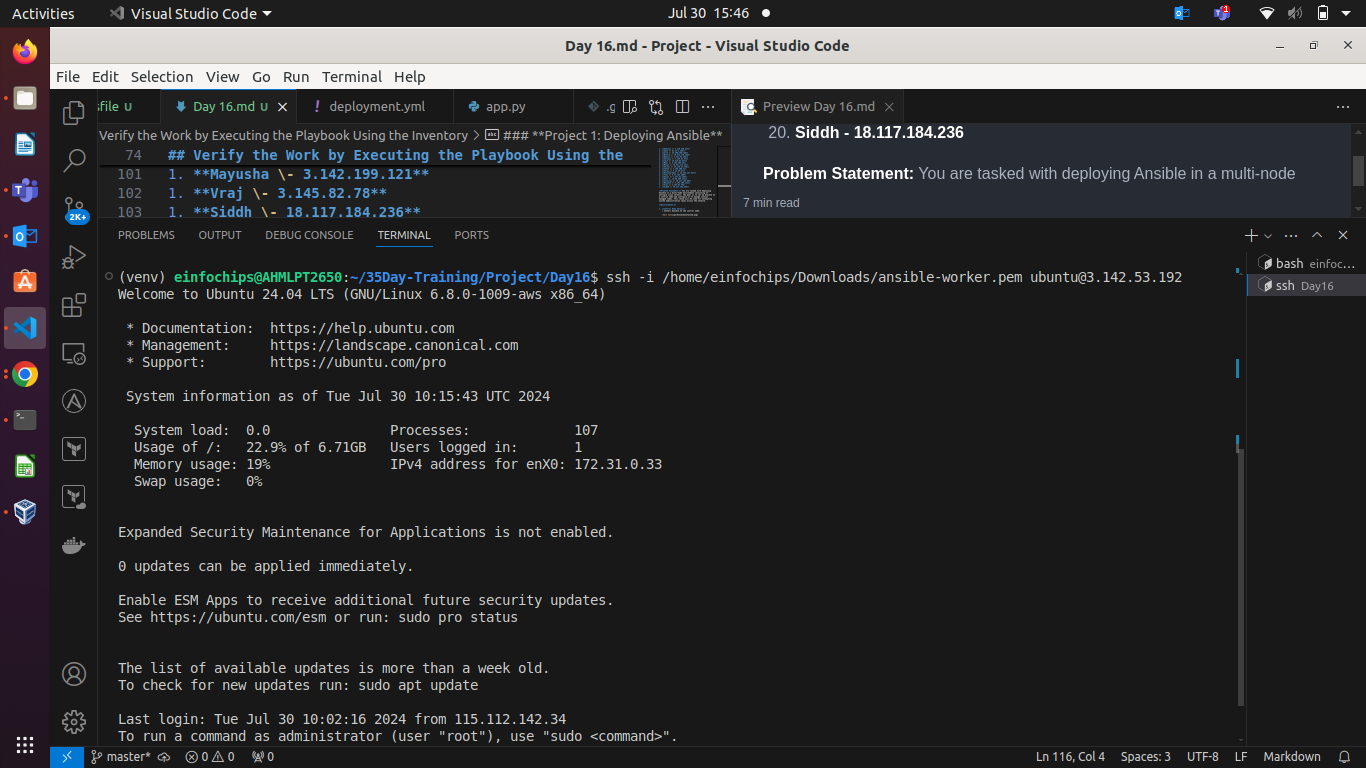 Activities
Visual Studio Code
Jul 30 15:46
1
Day 16.md - Project - Visual Studio Code
File Edit Selection View Go Run Terminal Help
sfile U
Day 16.md U
! deployment.yml
app.py
.g
Preview Day 16.md
Verify the Work by Executing the Playbook Using the Inventory > ### **Project 1: Deploying Ansible**
74 ## Verify the Work by Executing the Playbook Using the
101 1. **Mayusha \- 3.142.199.121**
102 1. **Vraj \- 3.145.82.78**
103 1. **Siddh \- 18.117.184.236**
20. Siddh - 18.117.184.236
Problem Statement: You are tasked with deploying Ansible in a multi-node
7 min read
2K+
PROBLEMS OUTPUT DEBUG CONSOLE TERMINAL PORTS
bash einfoc...
ssh Day16
(venv) einfochips@AHMLPT2650:~/35Day-Training/Project/Day16$ ssh -i /home/einfochips/Downloads/ansible-worker.pem ubuntu@3.142.53.192
Welcome to Ubuntu 24.04 LTS (GNU/Linux 6.8.0-1009-aws x86_64)
* Documentation: https://help.ubuntu.com
* Management: https://landscape.canonical.com
* Support: https://ubuntu.com/pro
System information as of Tue Jul 30 10:15:43 UTC 2024
System load: 0.0 Processes: 107
Usage of /: 22.9% of 6.71GB Users logged in: 1
Memory usage: 19% IPv4 address for enX0: 172.31.0.33
Swap usage: 0%
Expanded Security Maintenance for Applications is not enabled.
0 updates can be applied immediately.
Enable ESM Apps to receive additional future security updates.
See https://ubuntu.com/esm or run: sudo pro status
The list of available updates is more than a week old.
To check for new updates run: sudo apt update
Last login: Tue Jul 30 10:02:16 2024 from 115.112.142.34
To run a command as administrator (user "root"), use "sudo <command>".
master* 0 0 0 Ln 116, Col 4 Spaces: 3 UTF-8 LF Markdown